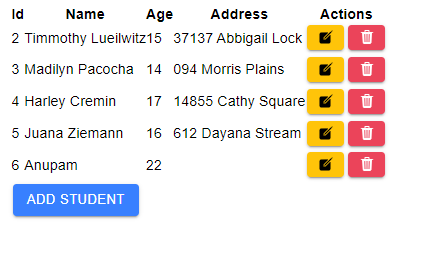 Id Name Age Address Actions
2 Timmothy Lueilwitz 15 37137 Abbigail Lock
3 Madilyn Pacocha 14 094 Morris Plains
4 Harley Cremin 17 14855 Cathy Square
5 Juana Ziemann 16 612 Dayana Stream
6 Anupam 22
ADD STUDENT